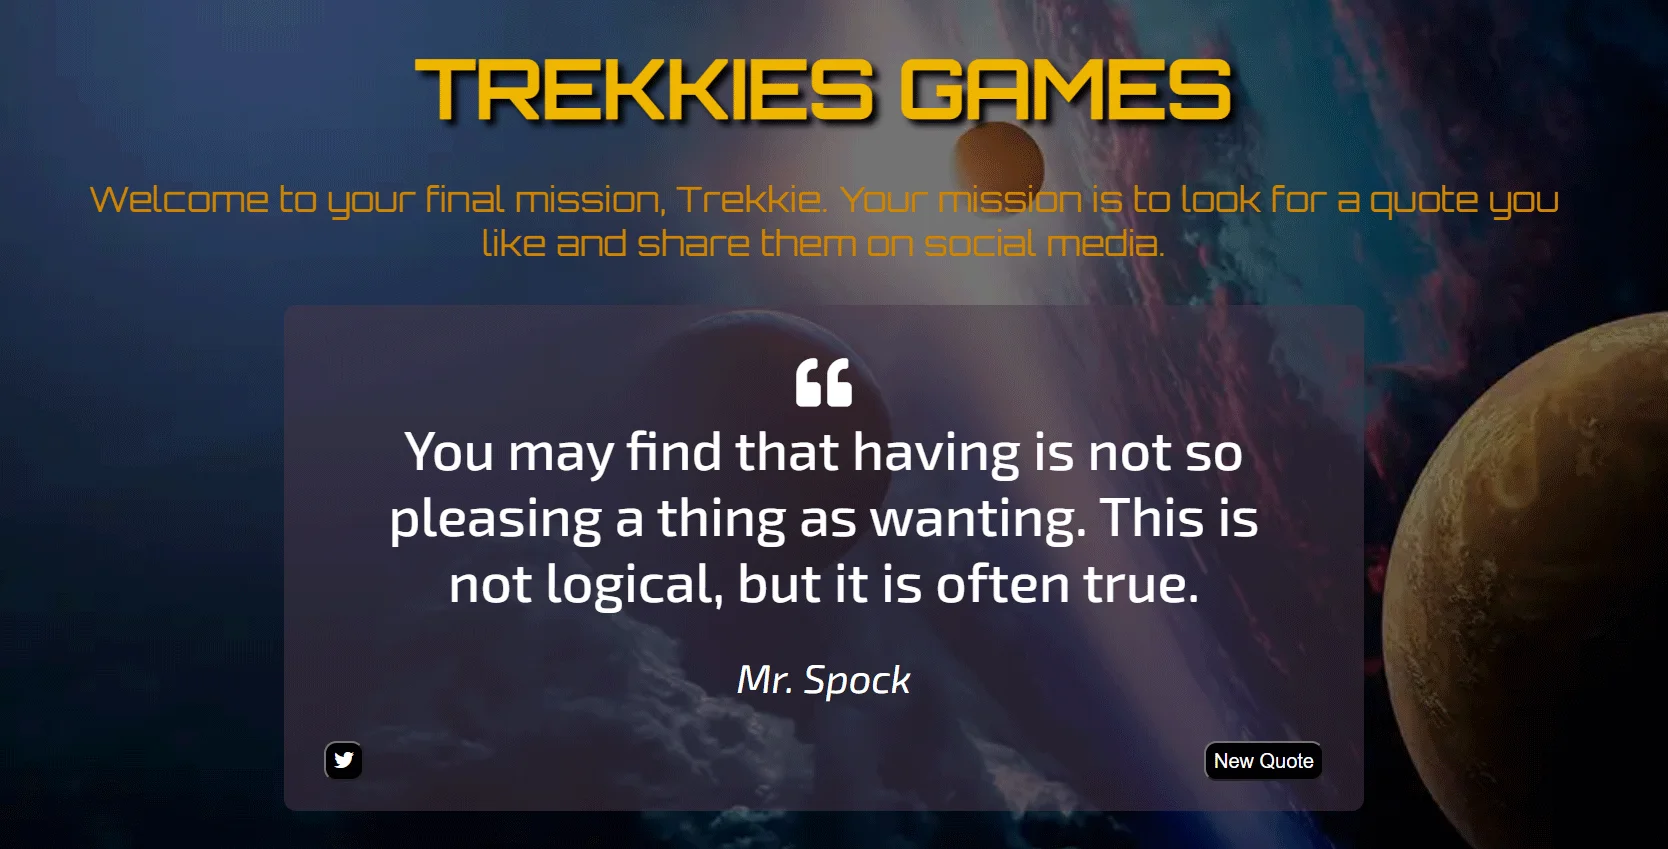 TREKKIES GAMES
Welcome to your final mission, Trekkie. Your mission is to look for a quote you
like and share them on social media.
“
You may find that having is not so
pleasing a thing as wanting. This is
not logical, but it is often true.
Mr. Spock
New Quote